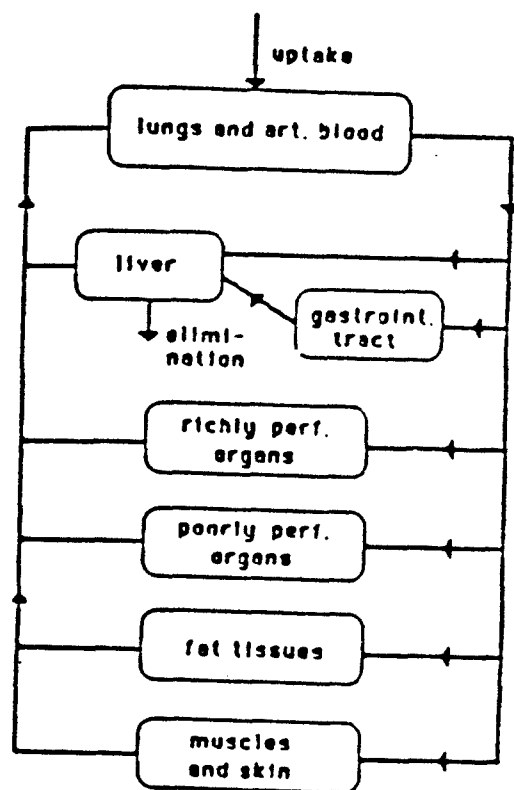 uptake
lungs and art. blood
liver
gastroint.
tract
elimi-
nation
richly perf.
organs
poorly perf.
organs
fat tissues
muscles
and skin